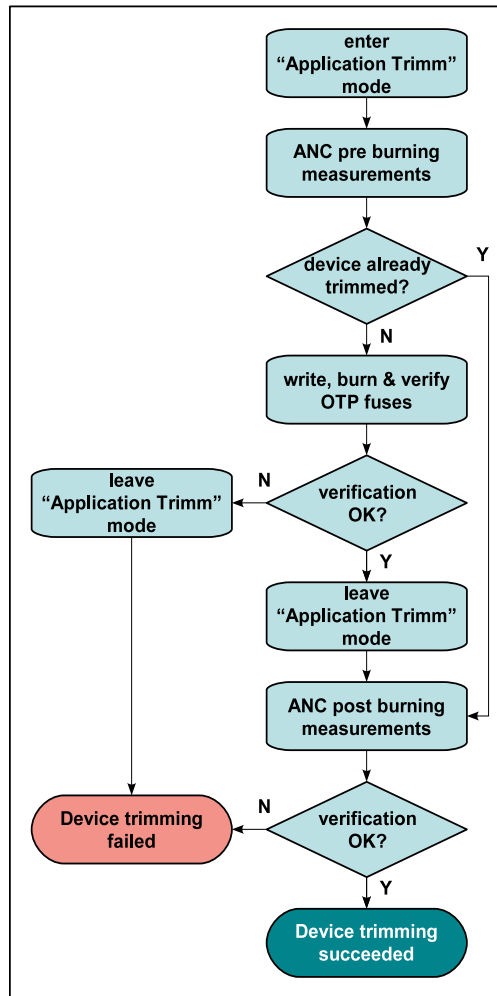 enter
“Application Trimm”
mode
ANC pre burning
measurements
device already
trimmed?
Y
N
write, burn & verify
OTP fuses
leave
“Application Trimm”
mode
N
verification
OK?
Y
leave
“Application Trimm”
mode
ANC post burning
measurements
Device trimming
failed
N
verification
OK?
Y
Device trimming
succeeded